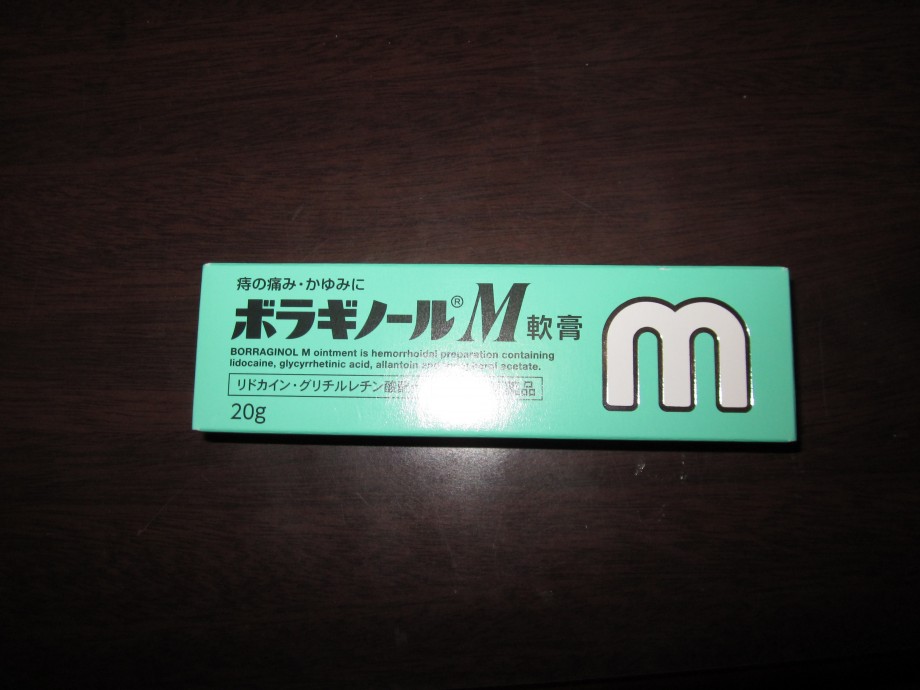 痔の痛み・かゆみに
ボラギノール® M 軟膏
BORRAGINOL M ointment is hemorrhoidal preparation containing
lidocaine, glycyrrhetinic acid, allantoin and acetate.
リドカイン・グリチルレチン酸 品
20g
m